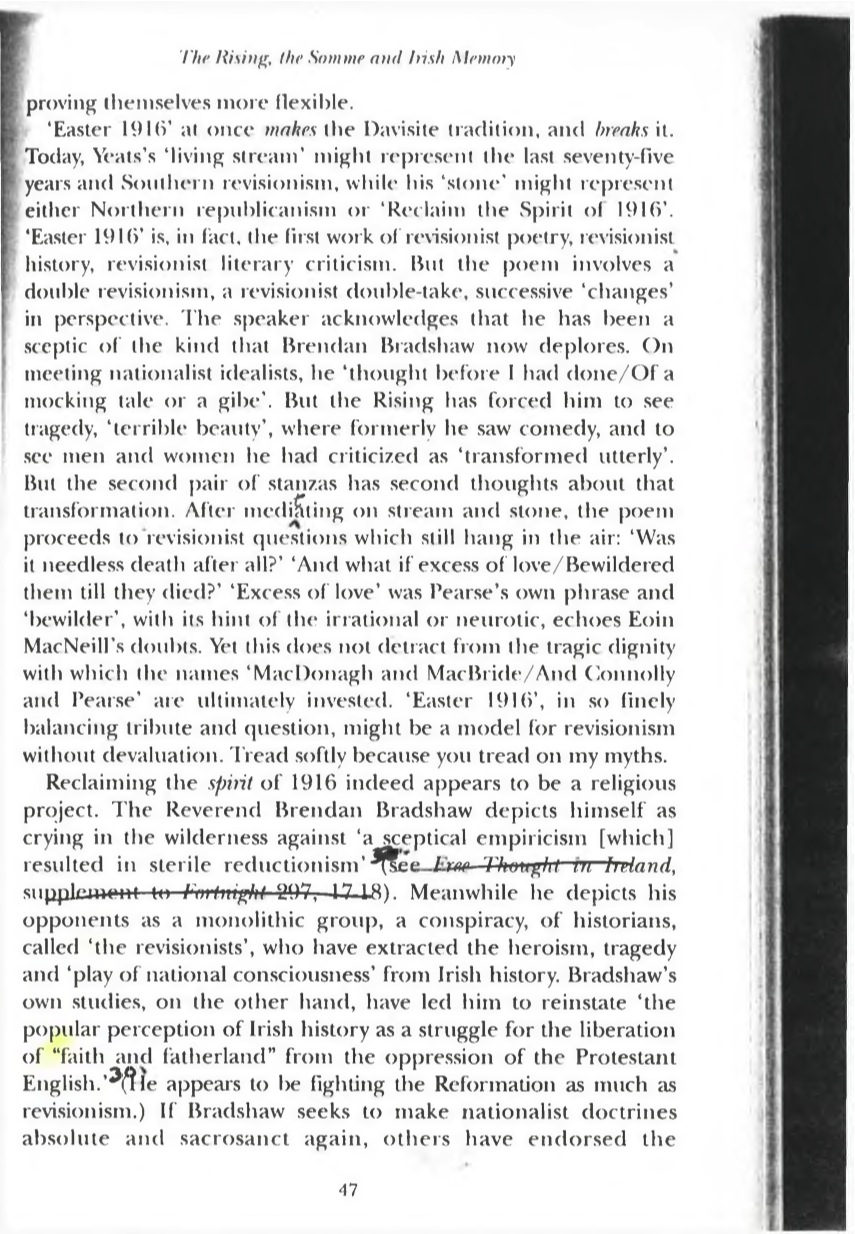 The Rising, the Somme and Irish Memory
proving themselves more flexible.
‘Easter 1916’ at once makes the Davisite tradition, and breaks it.
Today, Yeats’s ‘living stream’ might represent the last seventy-five
years and Southern revisionism, while his ‘stone’ might represent
either Northern republicanism or ‘Reclaim the Spirit of 1916’.
‘Easter 1916’ is, in fact, the first work of revisionist poetry, revisionist
history, revisionist literary criticism. But the poem involves a
double revisionism, a revisionist double-take, successive ‘changes’
in perspective. The speaker acknowledges that he has been a
sceptic of the kind that Brendan Bradshaw now deplores. On
meeting nationalist idealists, he ‘thought before I had done/Of a
mocking tale or a gibe’. But the Rising has forced him to see
tragedy, ‘terrible beauty’, where formerly he saw comedy, and to
see men and women he had criticized as ‘transformed utterly’.
But the second pair of stanzas has second thoughts about that
transformation. After mediating on stream and stone, the poem
proceeds to revisionist questions which still hang in the air: ‘Was
it needless death after all?’ ‘And what if excess of love/Bewildered
them till they died?’ ‘Excess of love’ was Pearse’s own phrase and
‘bewilder’, with its hint of the irrational or neurotic, echoes Eoin
MacNeill’s doubts. Yet this does not detract from the tragic dignity
with which the names ‘MacDonagh and MacBride/And Connolly
and Pearse’ are ultimately invested. ‘Easter 1916’, in so finely
balancing tribute and question, might be a model for revisionism
without devaluation. Tread softly because you tread on my myths.
Reclaiming the spirit of 1916 indeed appears to be a religious
project. The Reverend Brendan Bradshaw depicts himself as
crying in the wilderness against ‘a sceptical empiricism [which]
resulted in sterile reductionism’ (see Free Thought in Ireland,
supplement to Fortnight 297, 17-18). Meanwhile he depicts his
opponents as a monolithic group, a conspiracy, of historians,
called ‘the revisionists’, who have extracted the heroism, tragedy
and ‘play of national consciousness’ from Irish history. Bradshaw’s
own studies, on the other hand, have led him to reinstate ‘the
popular perception of Irish history as a struggle for the liberation
of “faith and fatherland” from the oppression of the Protestant
English.’ 30 (He appears to be fighting the Reformation as much as
revisionism.) If Bradshaw seeks to make nationalist doctrines
absolute and sacrosanct again, others have endorsed the
47